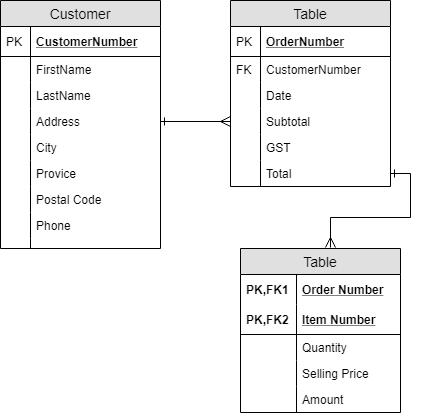 Customer
PK CustomerNumber
FirstName
LastName
Address
City
Provice
Postal Code
Phone
Table
PK OrderNumber
FK CustomerNumber
Date
Subtotal
GST
Total
Table
PK,FK1 Order Number
PK,FK2 Item Number
Quantity
Selling Price
Amount